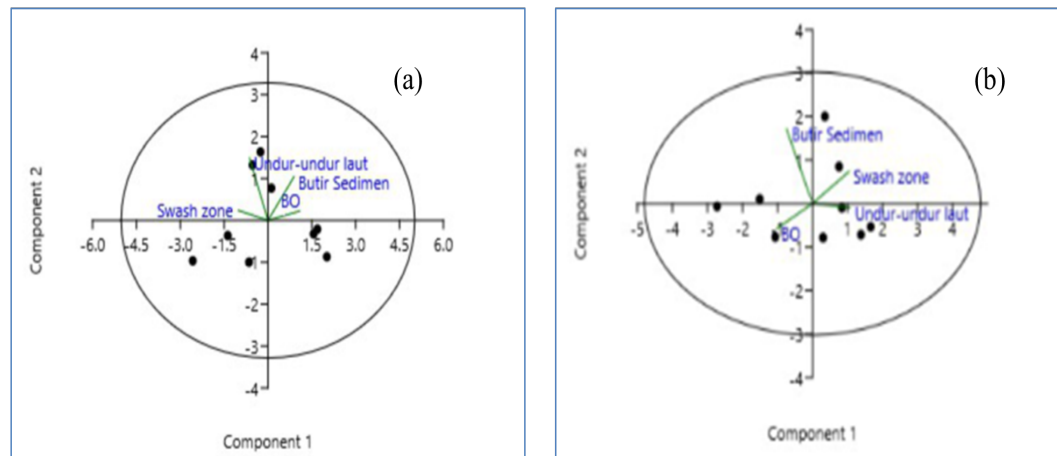 (a)
4
3
2
1
-1
-2
-3
-4
-6.0 -4.5 -3.0 -1.5 1.5 3.0 4.5 6.0
Undur-undur laut
Butir Sedimen
BO
Swash zone
Component 2
Component 1
(b)
4
3
2
1
-1
-2
-3
-4
-5 -4 -3 -2 -1 1 2 3 4
Butir Sedimen
Swash zone
Undur-undur laut
BO
Component 2
Component 1